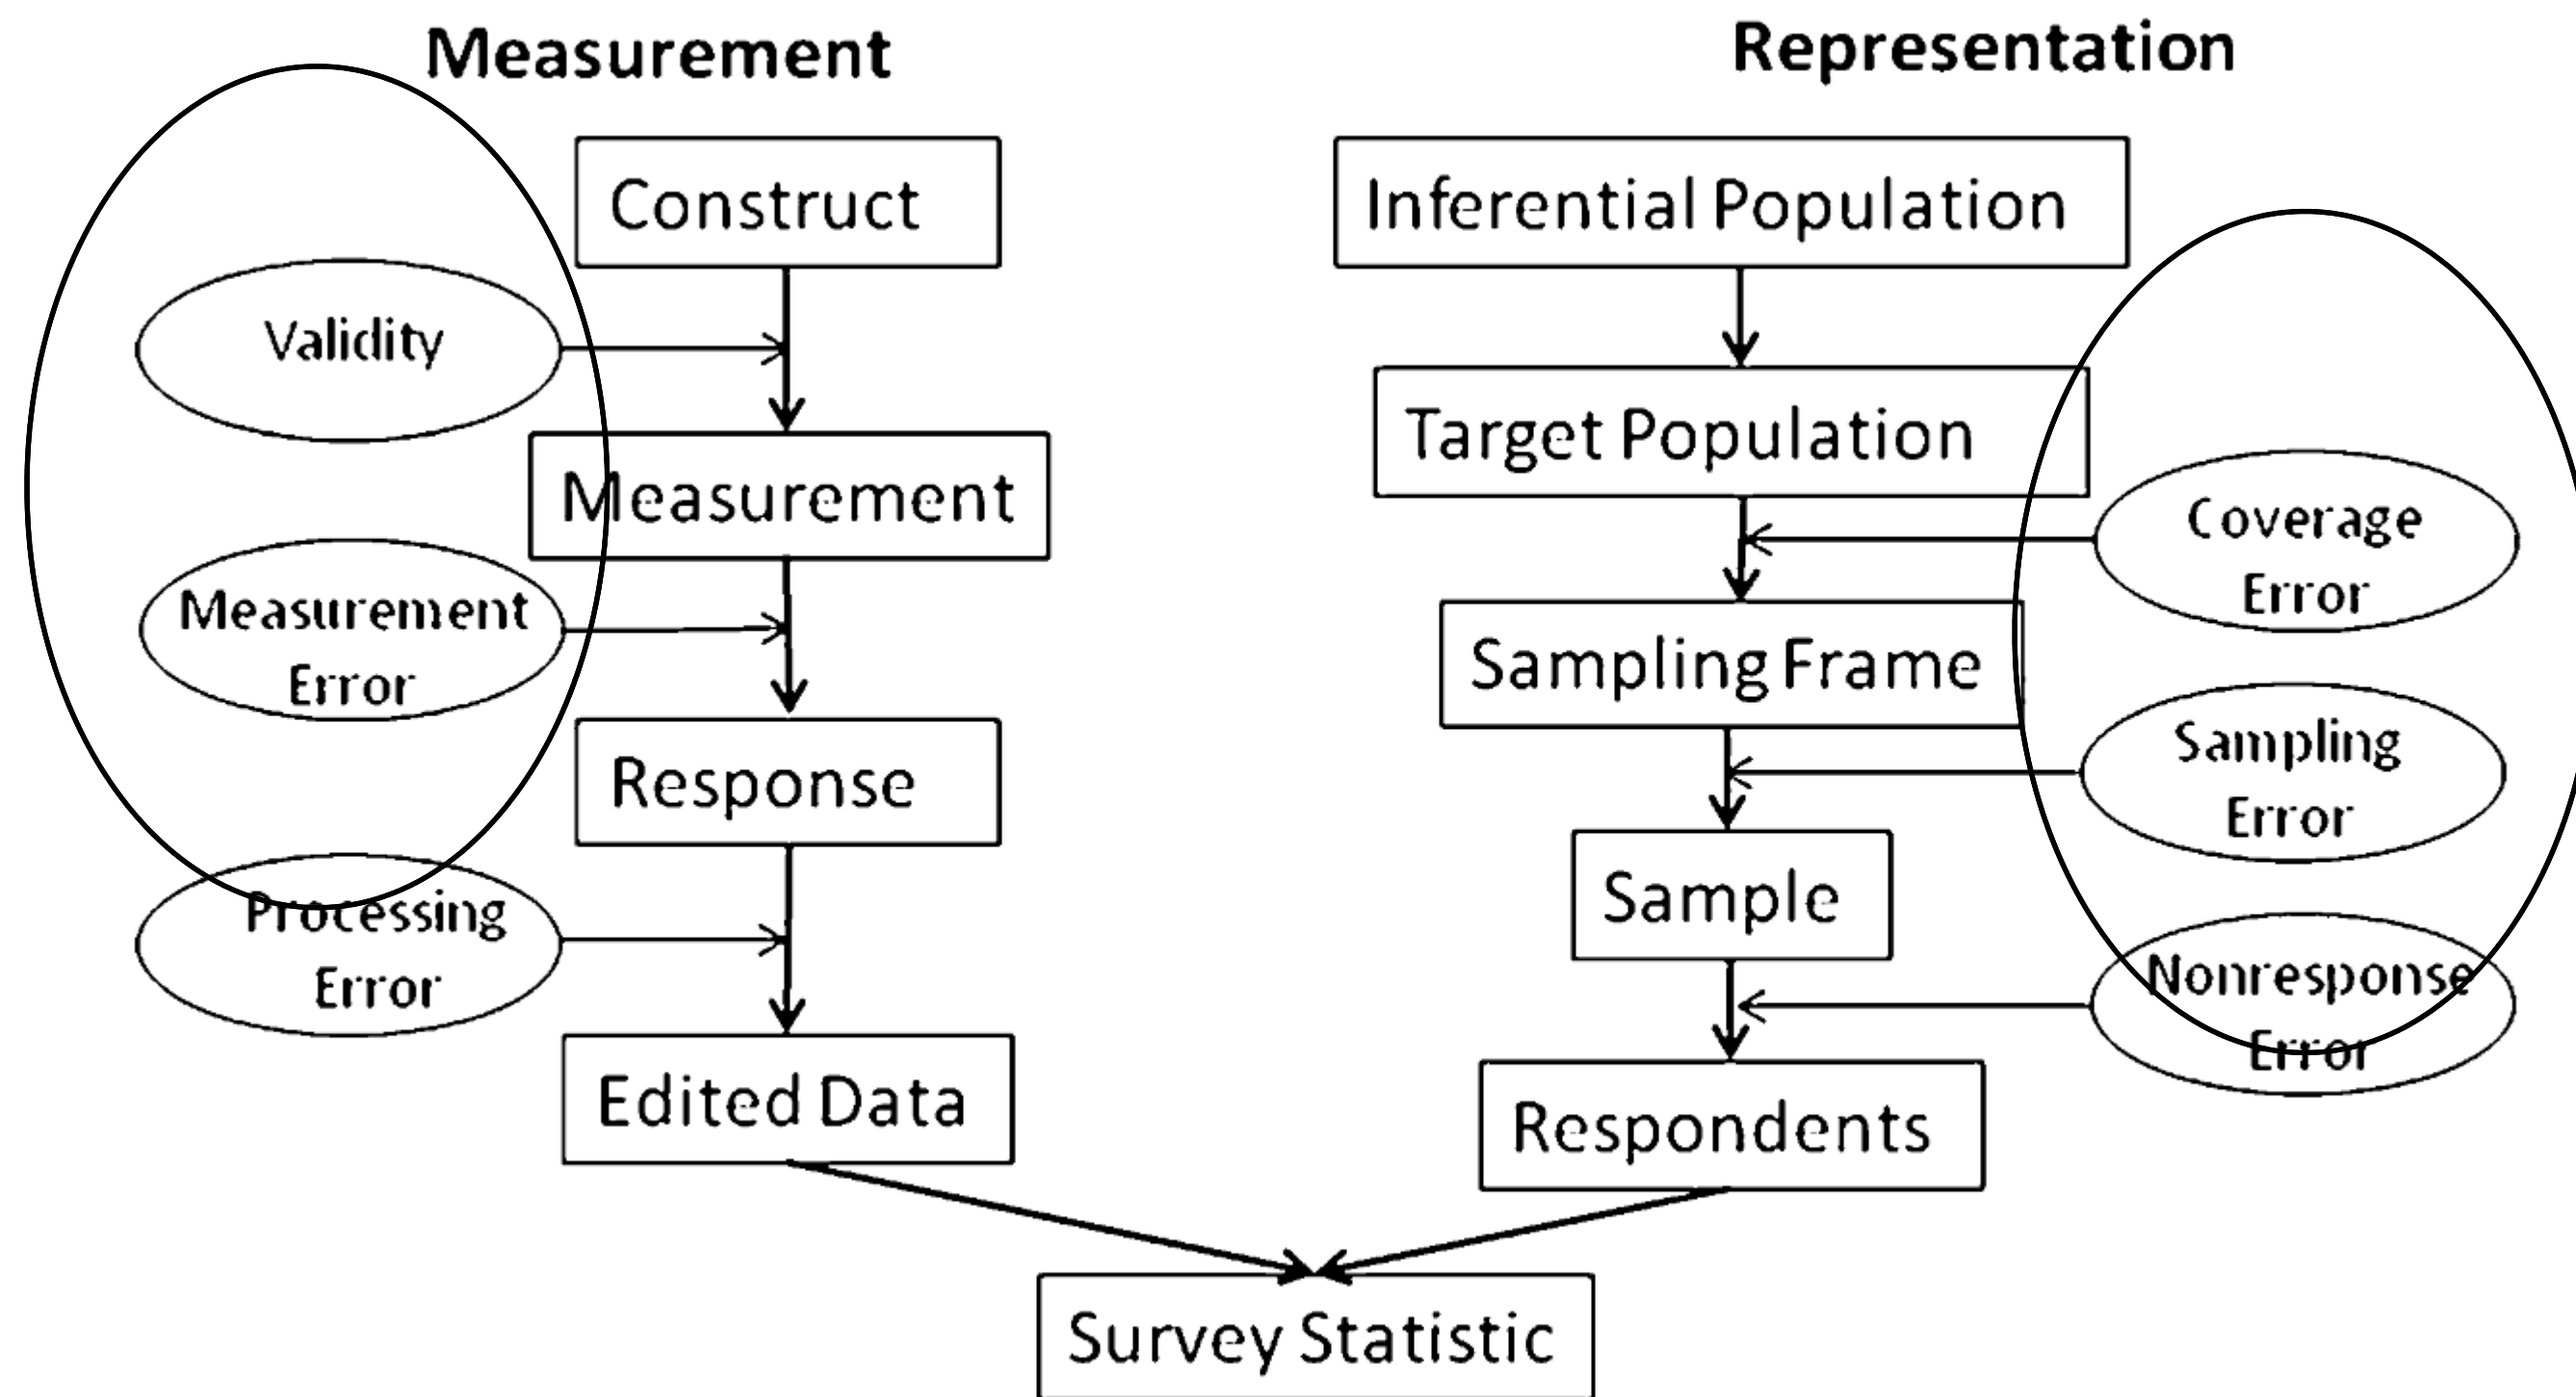 Measurement
Construct
Validity
Measurement
Measurement
Error
Response
Processing
Error
Edited Data
Representation
Inferential Population
Target Population
Coverage
Error
Sampling Frame
Sampling
Error
Sample
Nonresponse
Error
Respondents
Survey Statistic